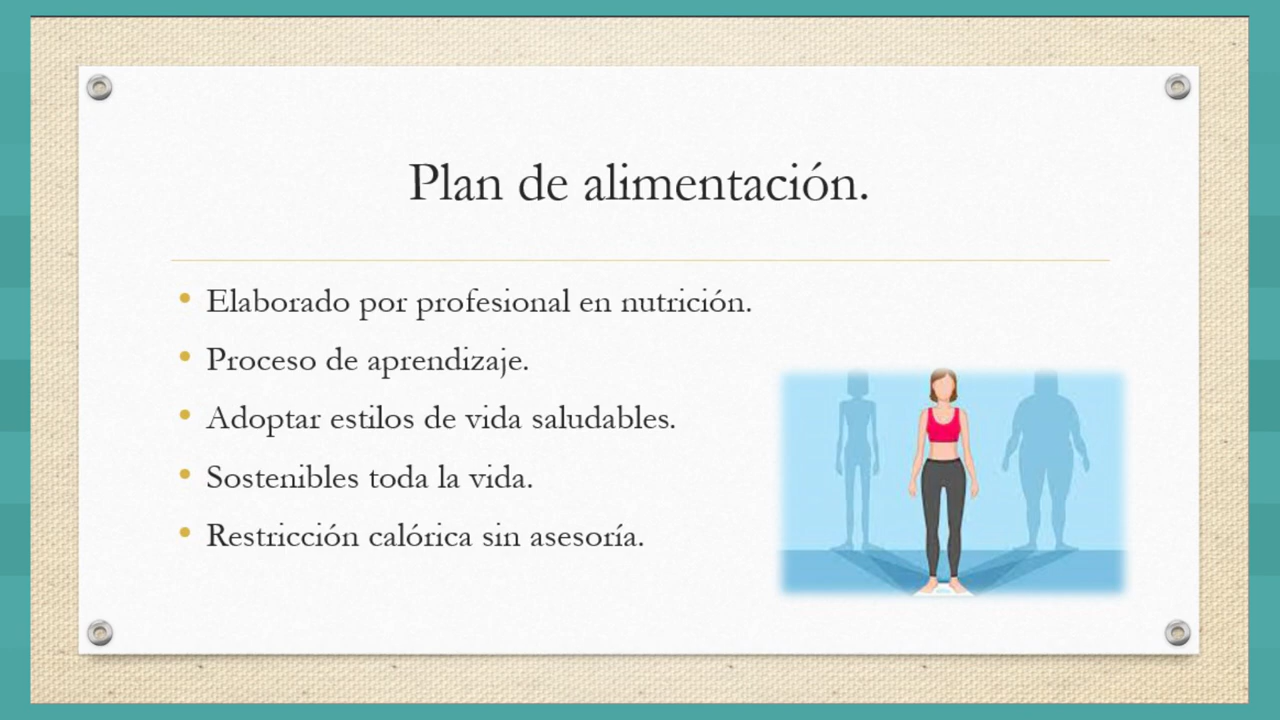 Plan de alimentación.
Elaborado por profesional en nutrición.
Proceso de aprendizaje.
Adoptar estilos de vida saludables.
Sostenibles toda la vida.
Restricción calórica sin asesoría.